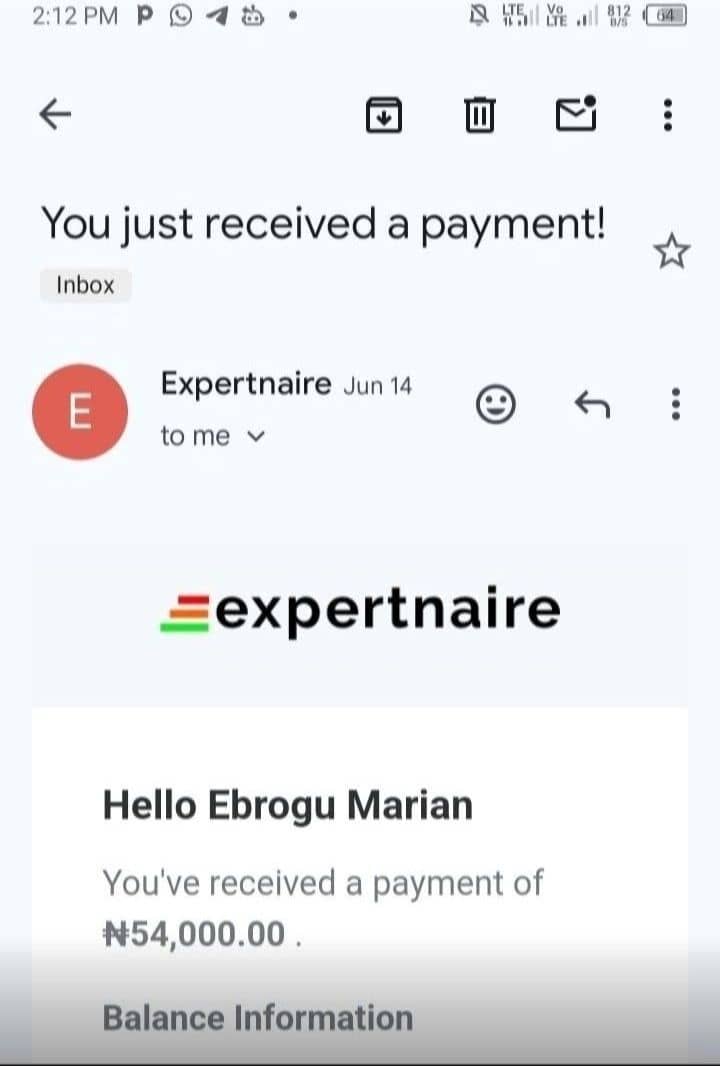 2:12 PM
LTE
Vo
LTE
812
B/S
64
You just received a payment!
Inbox
E
Expertnaire Jun 14
to me
expertnaire
Hello Ebrogu Marian
You've received a payment of
₦54,000.00 .
Balance Information